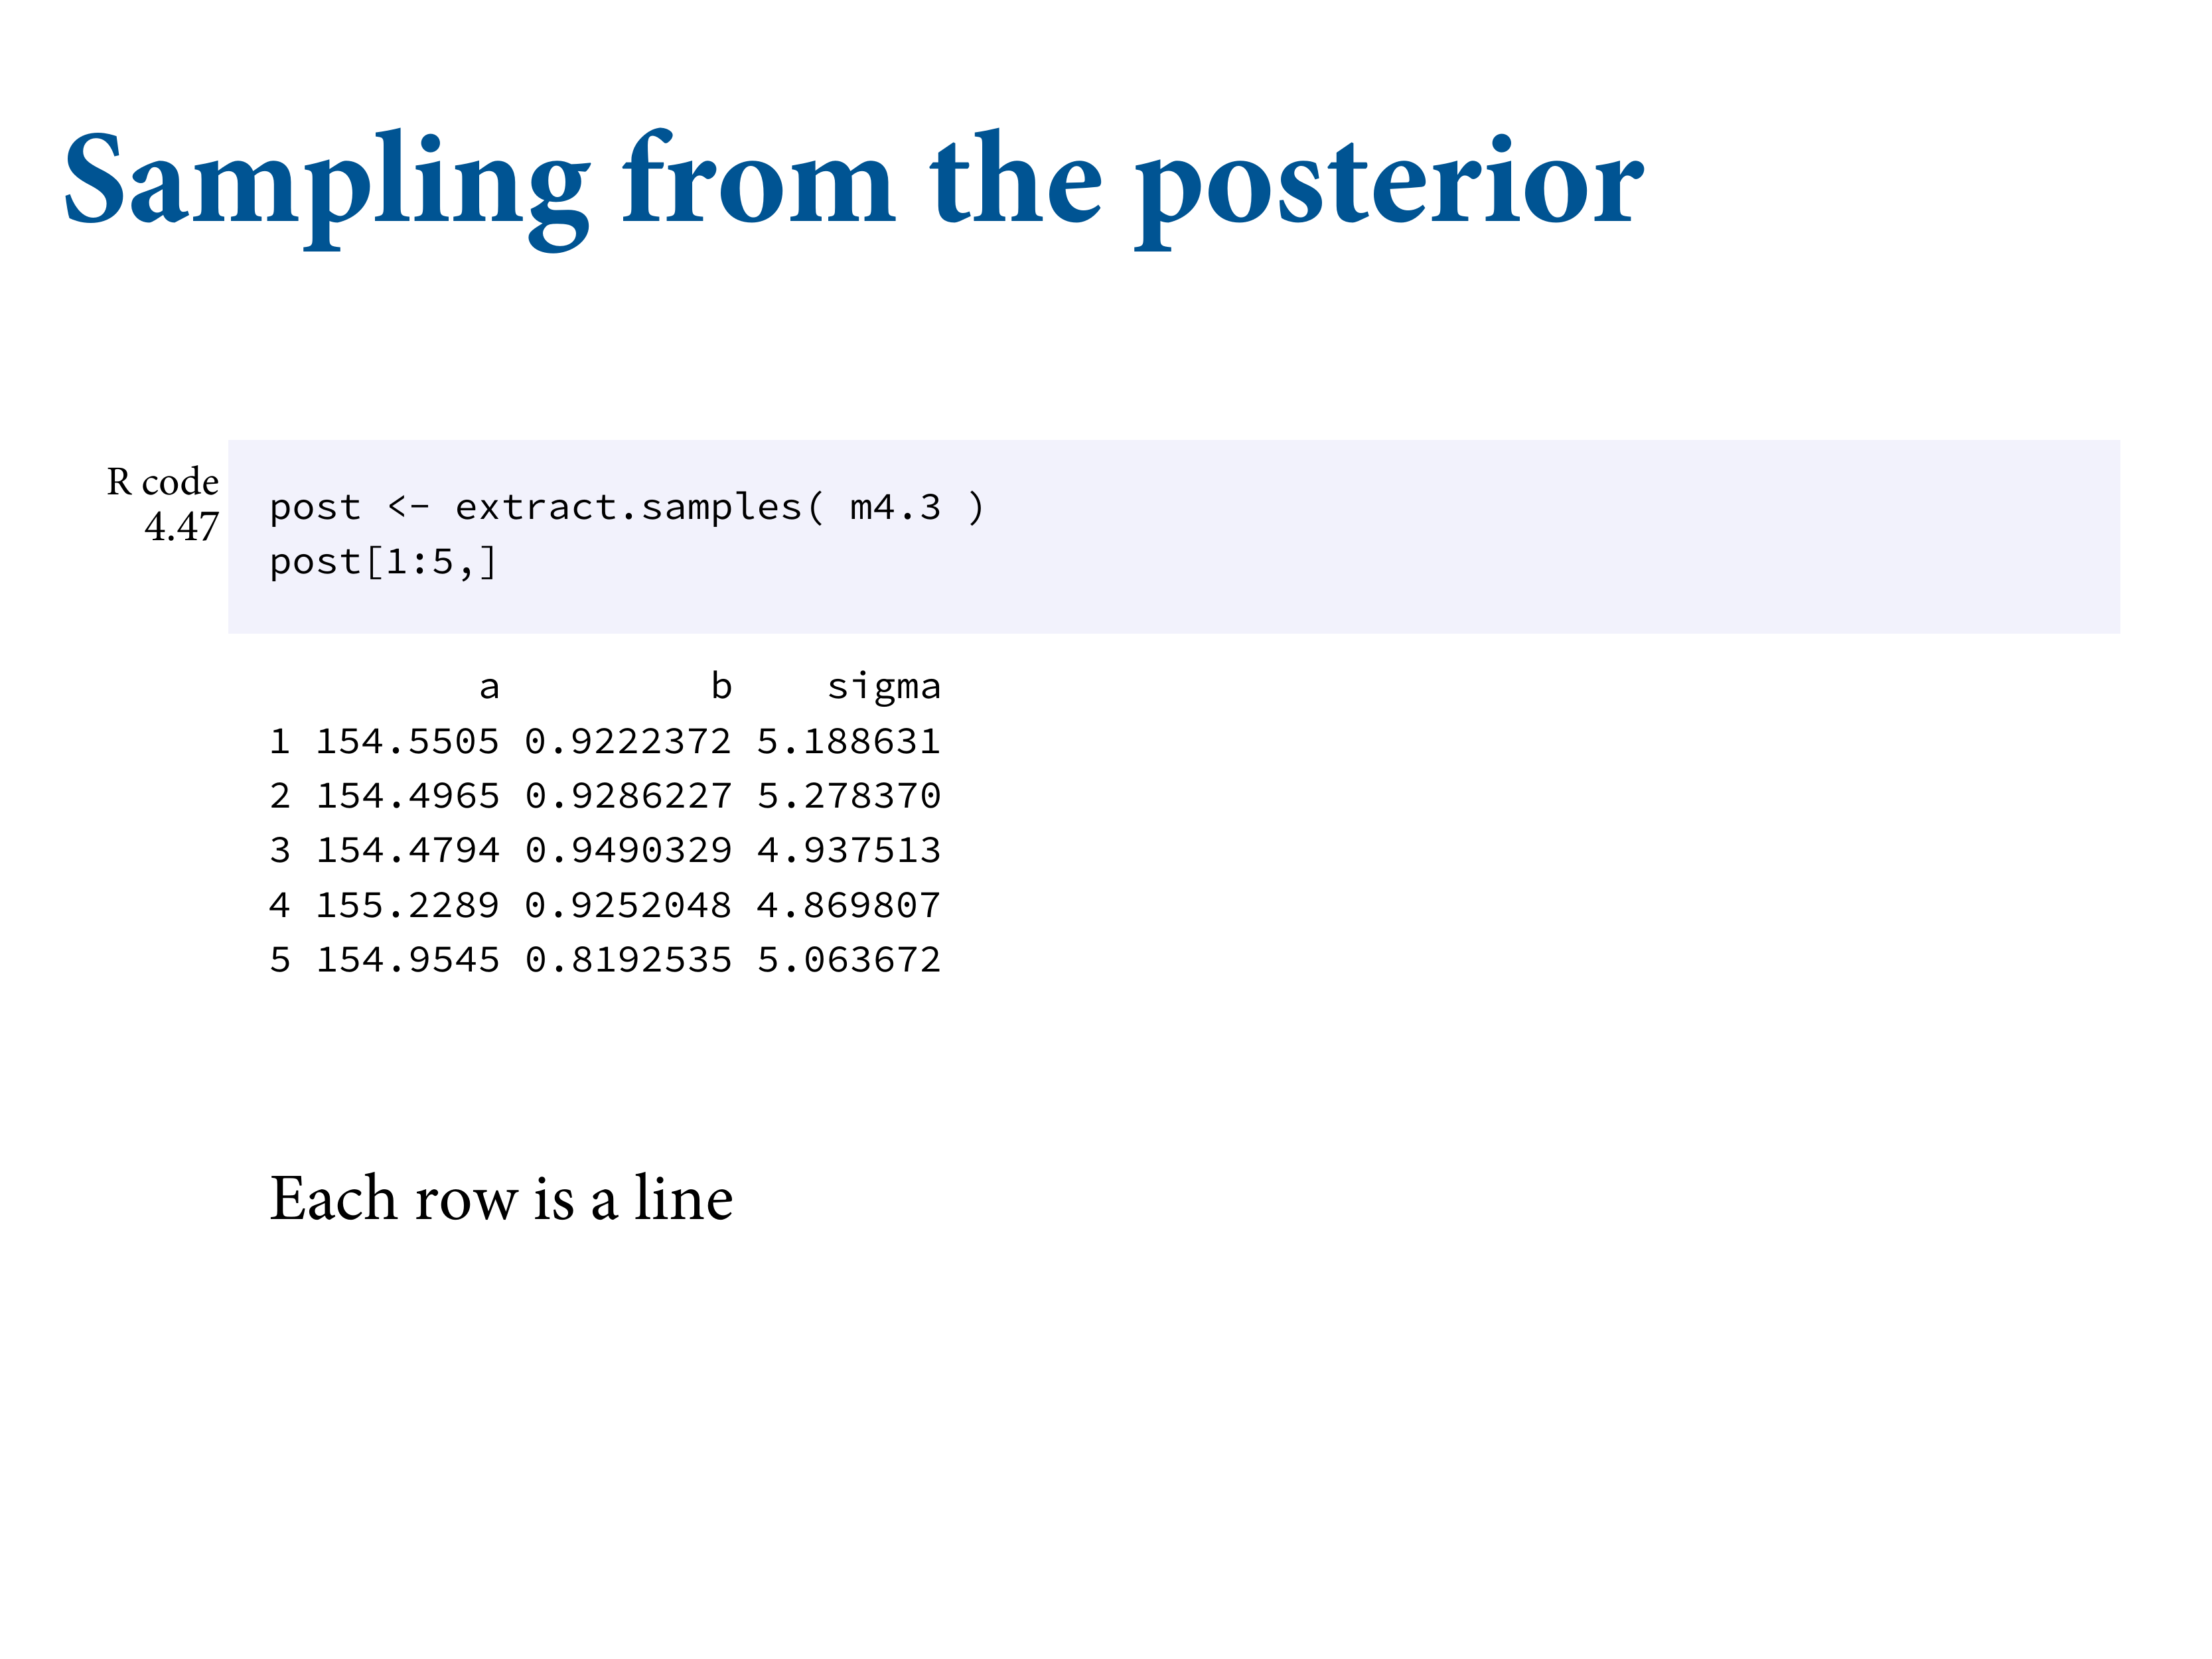 Sampling from the posterior
R code
4.47
post <- extract.samples( m4.3 )
post[1:5,]
a b sigma
1 154.5505 0.9222372 5.188631
2 154.4965 0.9286227 5.278370
3 154.4794 0.9490329 4.937513
4 155.2289 0.9252048 4.869807
5 154.9545 0.8192535 5.063672
Each row is a line